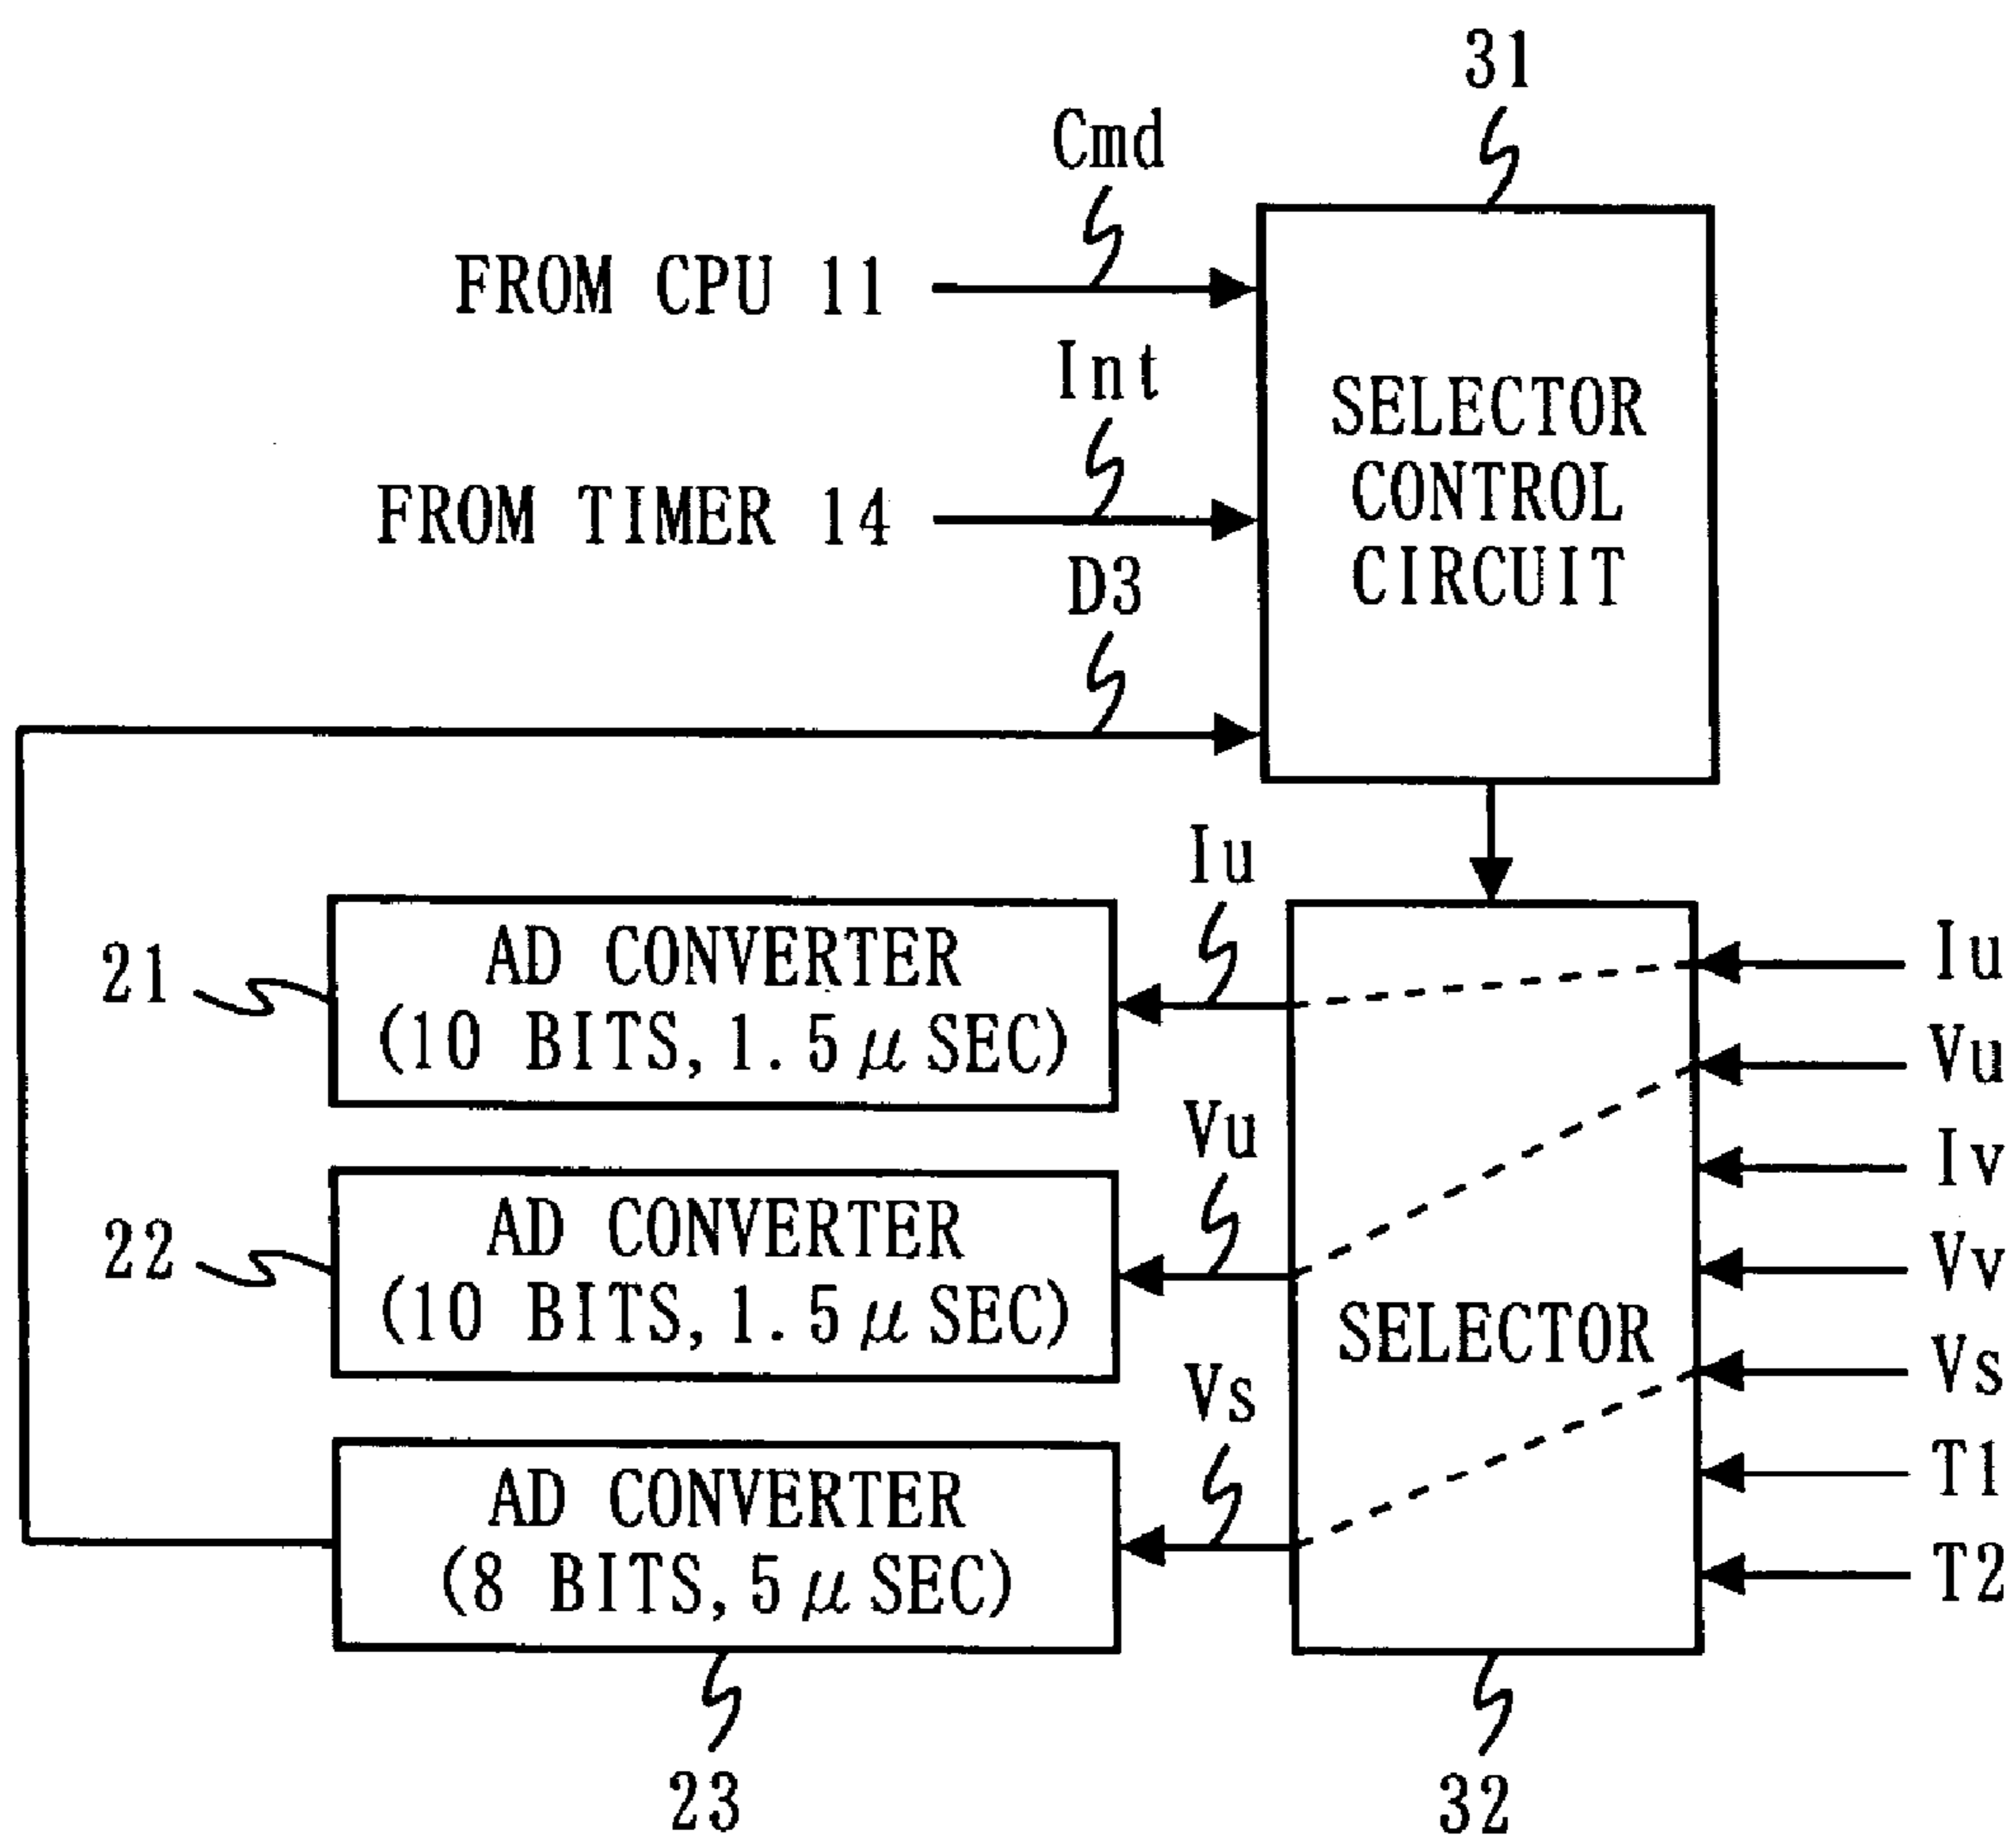 31
Cmd
FROM CPU 11
Int
SELECTOR
CONTROL
CIRCUIT
FROM TIMER 14
D3
Iu
AD CONVERTER
(10 BITS, 1.5μSEC)
21
Iu
Vu
Vu
Iv
AD CONVERTER
(10 BITS, 1.5μSEC)
22
Vv
SELECTOR
Vs
Vs
T1
AD CONVERTER
(8 BITS, 5μSEC)
T2
23
32